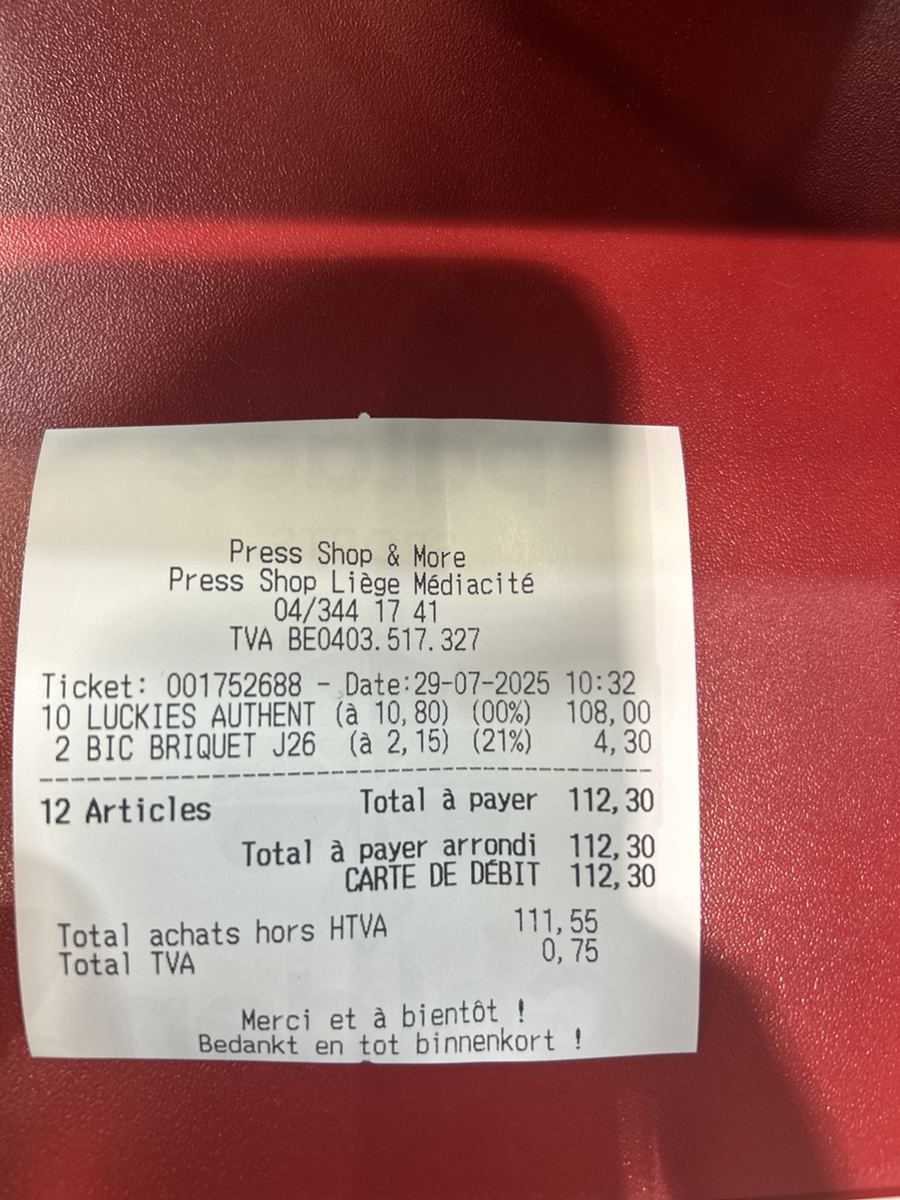 Press Shop & More
Press Shop Liège Médiacité
04/344 17 41
TVA BE0403.517.327
Ticket: 001752688 - Date:29-07-2025 10:32
10 LUCKIES AUTHENT (à 10,80) (00%) 108,00
2 BIC BRIQUET J26 (à 2,15) (21%) 4,30
12 Articles Total à payer 112,30
Total à payer arrondi 112,30
CARTE DE DÉBIT 112,30
Total achats hors HTVA 111,55
Total TVA 0,75
Merci et à bientôt !
Bedankt en tot binnenkort !